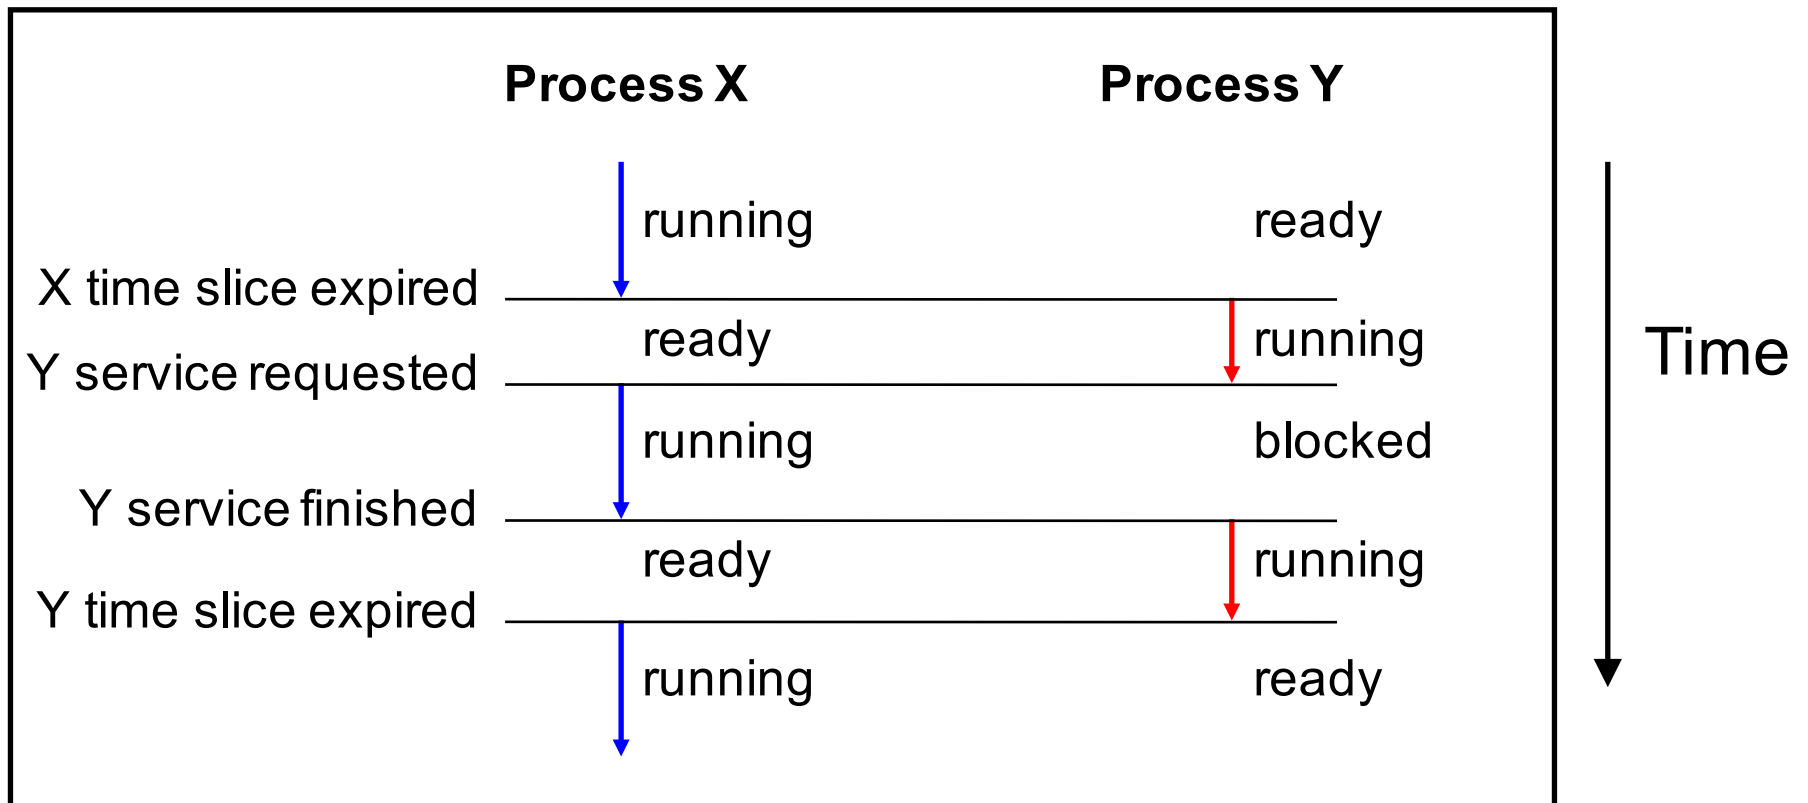 Process X
Process Y
running
ready
X time slice expired
ready
running
Time
Y service requested
running
blocked
Y service finished
ready
running
Y time slice expired
running
ready